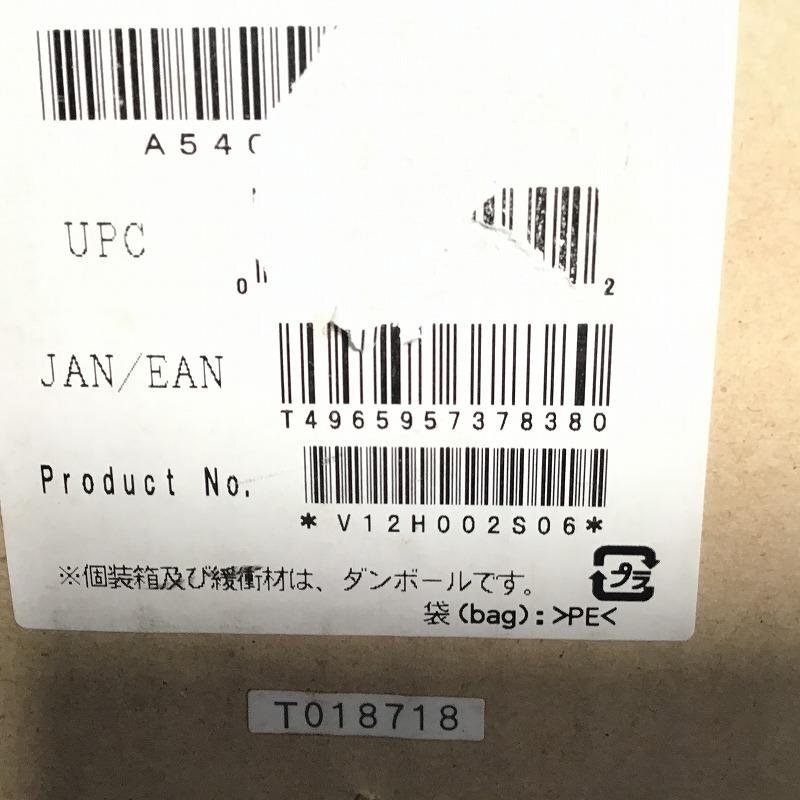 A540
UPC
0 2
JAN/EAN
T4965957378380
Product No.
* V12H002S06*
※個装箱及び緩衝材は、ダンボールです。
プラ
袋(bag):>PE<
T018718